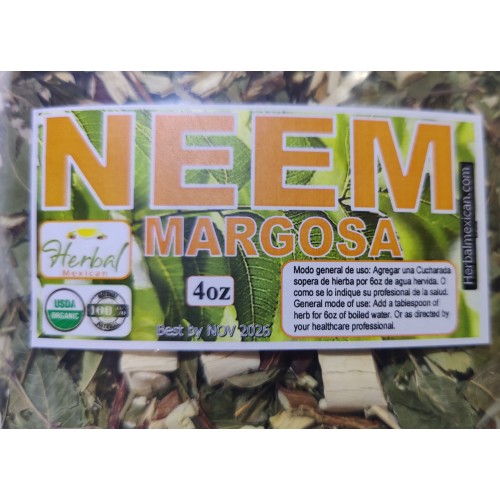 NEEM
MARGOSA
Herbal
Mexican
4oz
USDA
ORGANIC
100%
Best by NOV 2026
Modo general de uso: Agregar una Cucharada
sopera de hierba por 6oz de agua hervida. O
como se lo indique su profesional de la salud.
General mode of use: Add a tablespoon of
herb for 6oz of boiled water. Or as directed by
your healthcare professional.
Herbalmexican.com